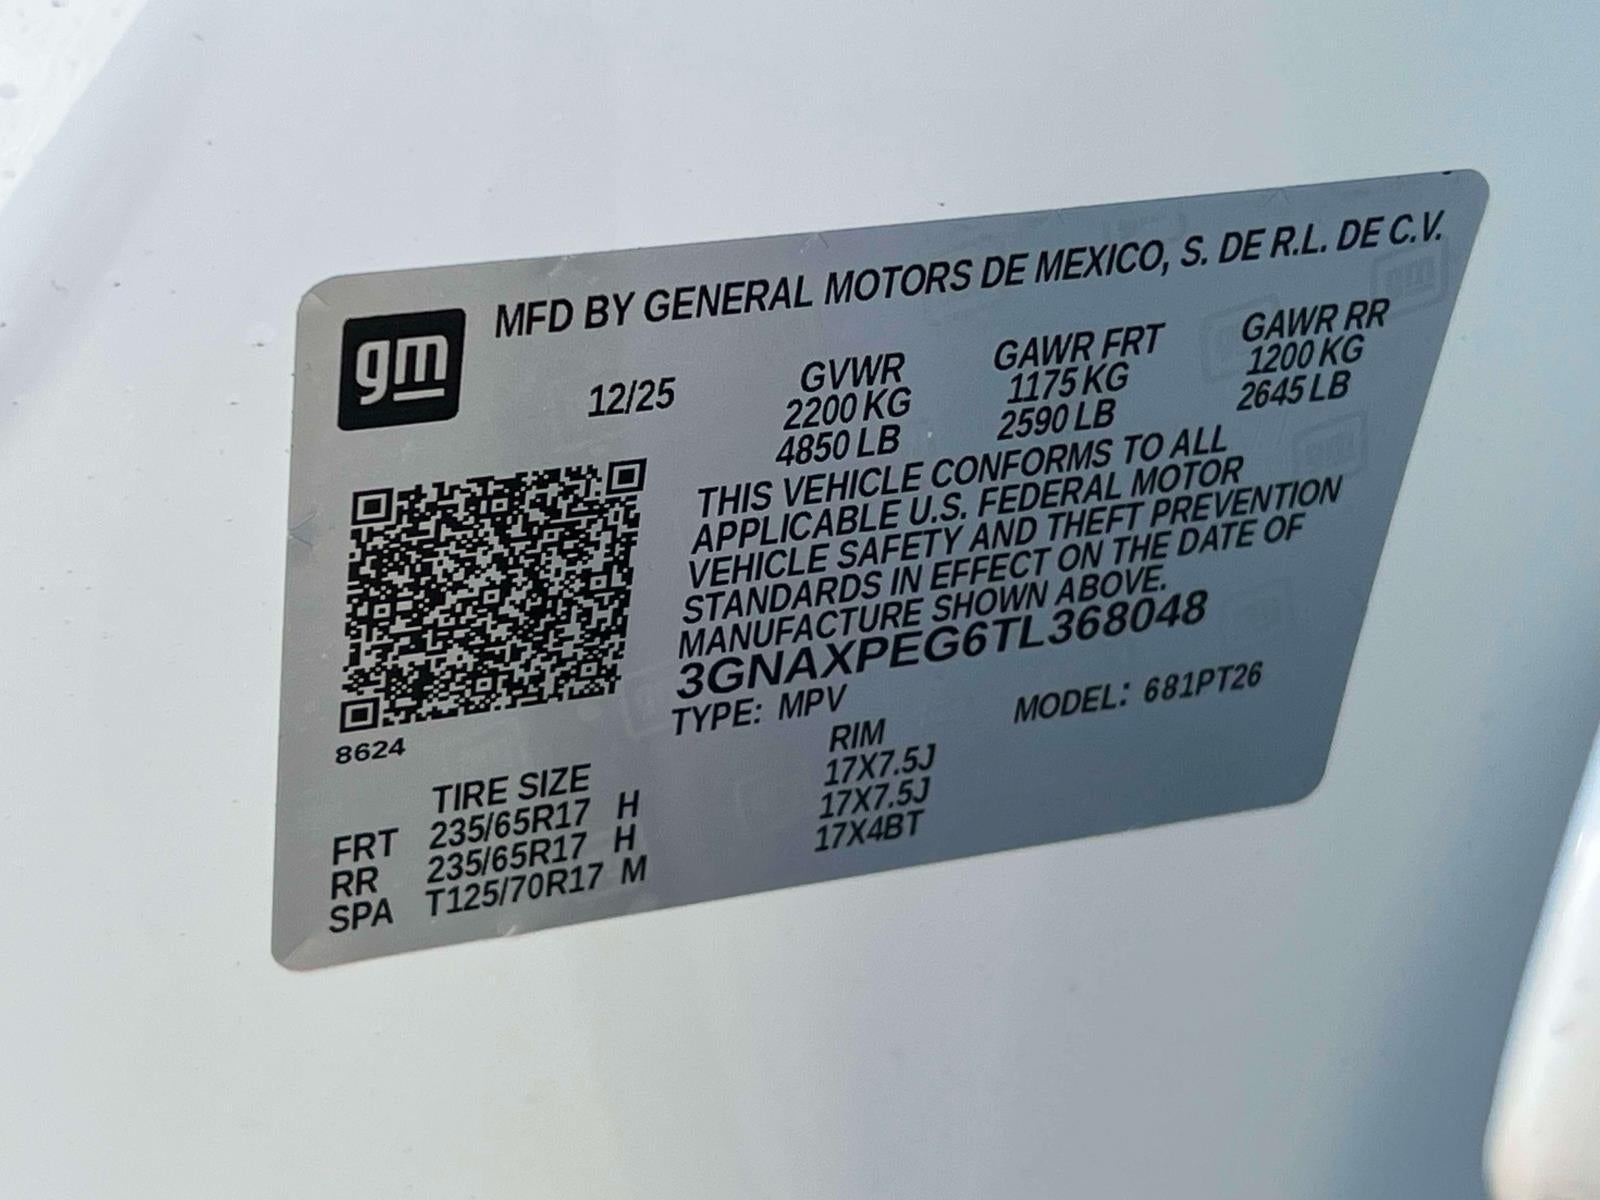 MFD BY GENERAL MOTORS DE MEXICO, S. DE R.L. DE C.V.
gm
12/25
GVWR
2200 KG
4850 LB
GAWR FRT
1175 KG
2590 LB
GAWR RR
1200 KG
2645 LB
THIS VEHICLE CONFORMS TO ALL
APPLICABLE U.S. FEDERAL MOTOR
VEHICLE SAFETY AND THEFT PREVENTION
STANDARDS IN EFFECT ON THE DATE OF
MANUFACTURE SHOWN ABOVE.
3GNAXPEG6TL368048
TYPE: MPV MODEL: 681PT26
8624
TIRE SIZE RIM
FRT 235/65R17 H 17X7.5J
RR 235/65R17 H 17X7.5J
SPA T125/70R17 M 17X4BT